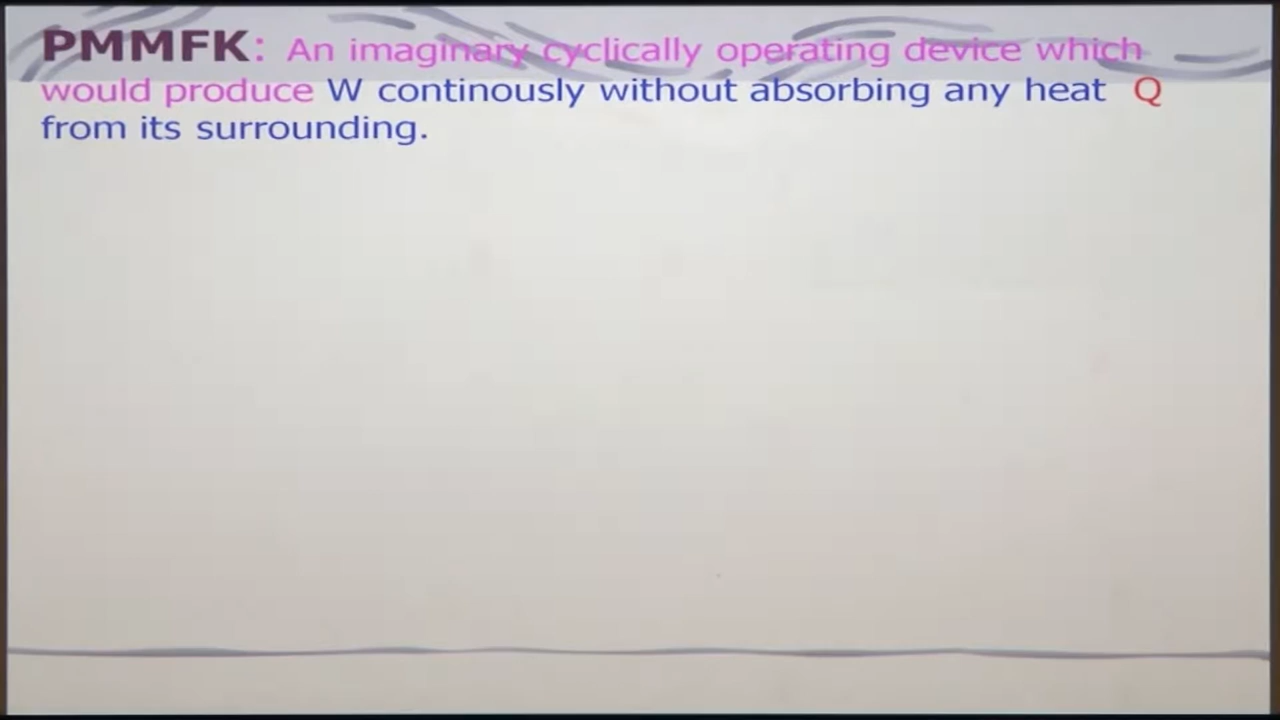 PMMFK: An imaginary cyclically operating device which
would produce W continously without absorbing any heat Q
from its surrounding.